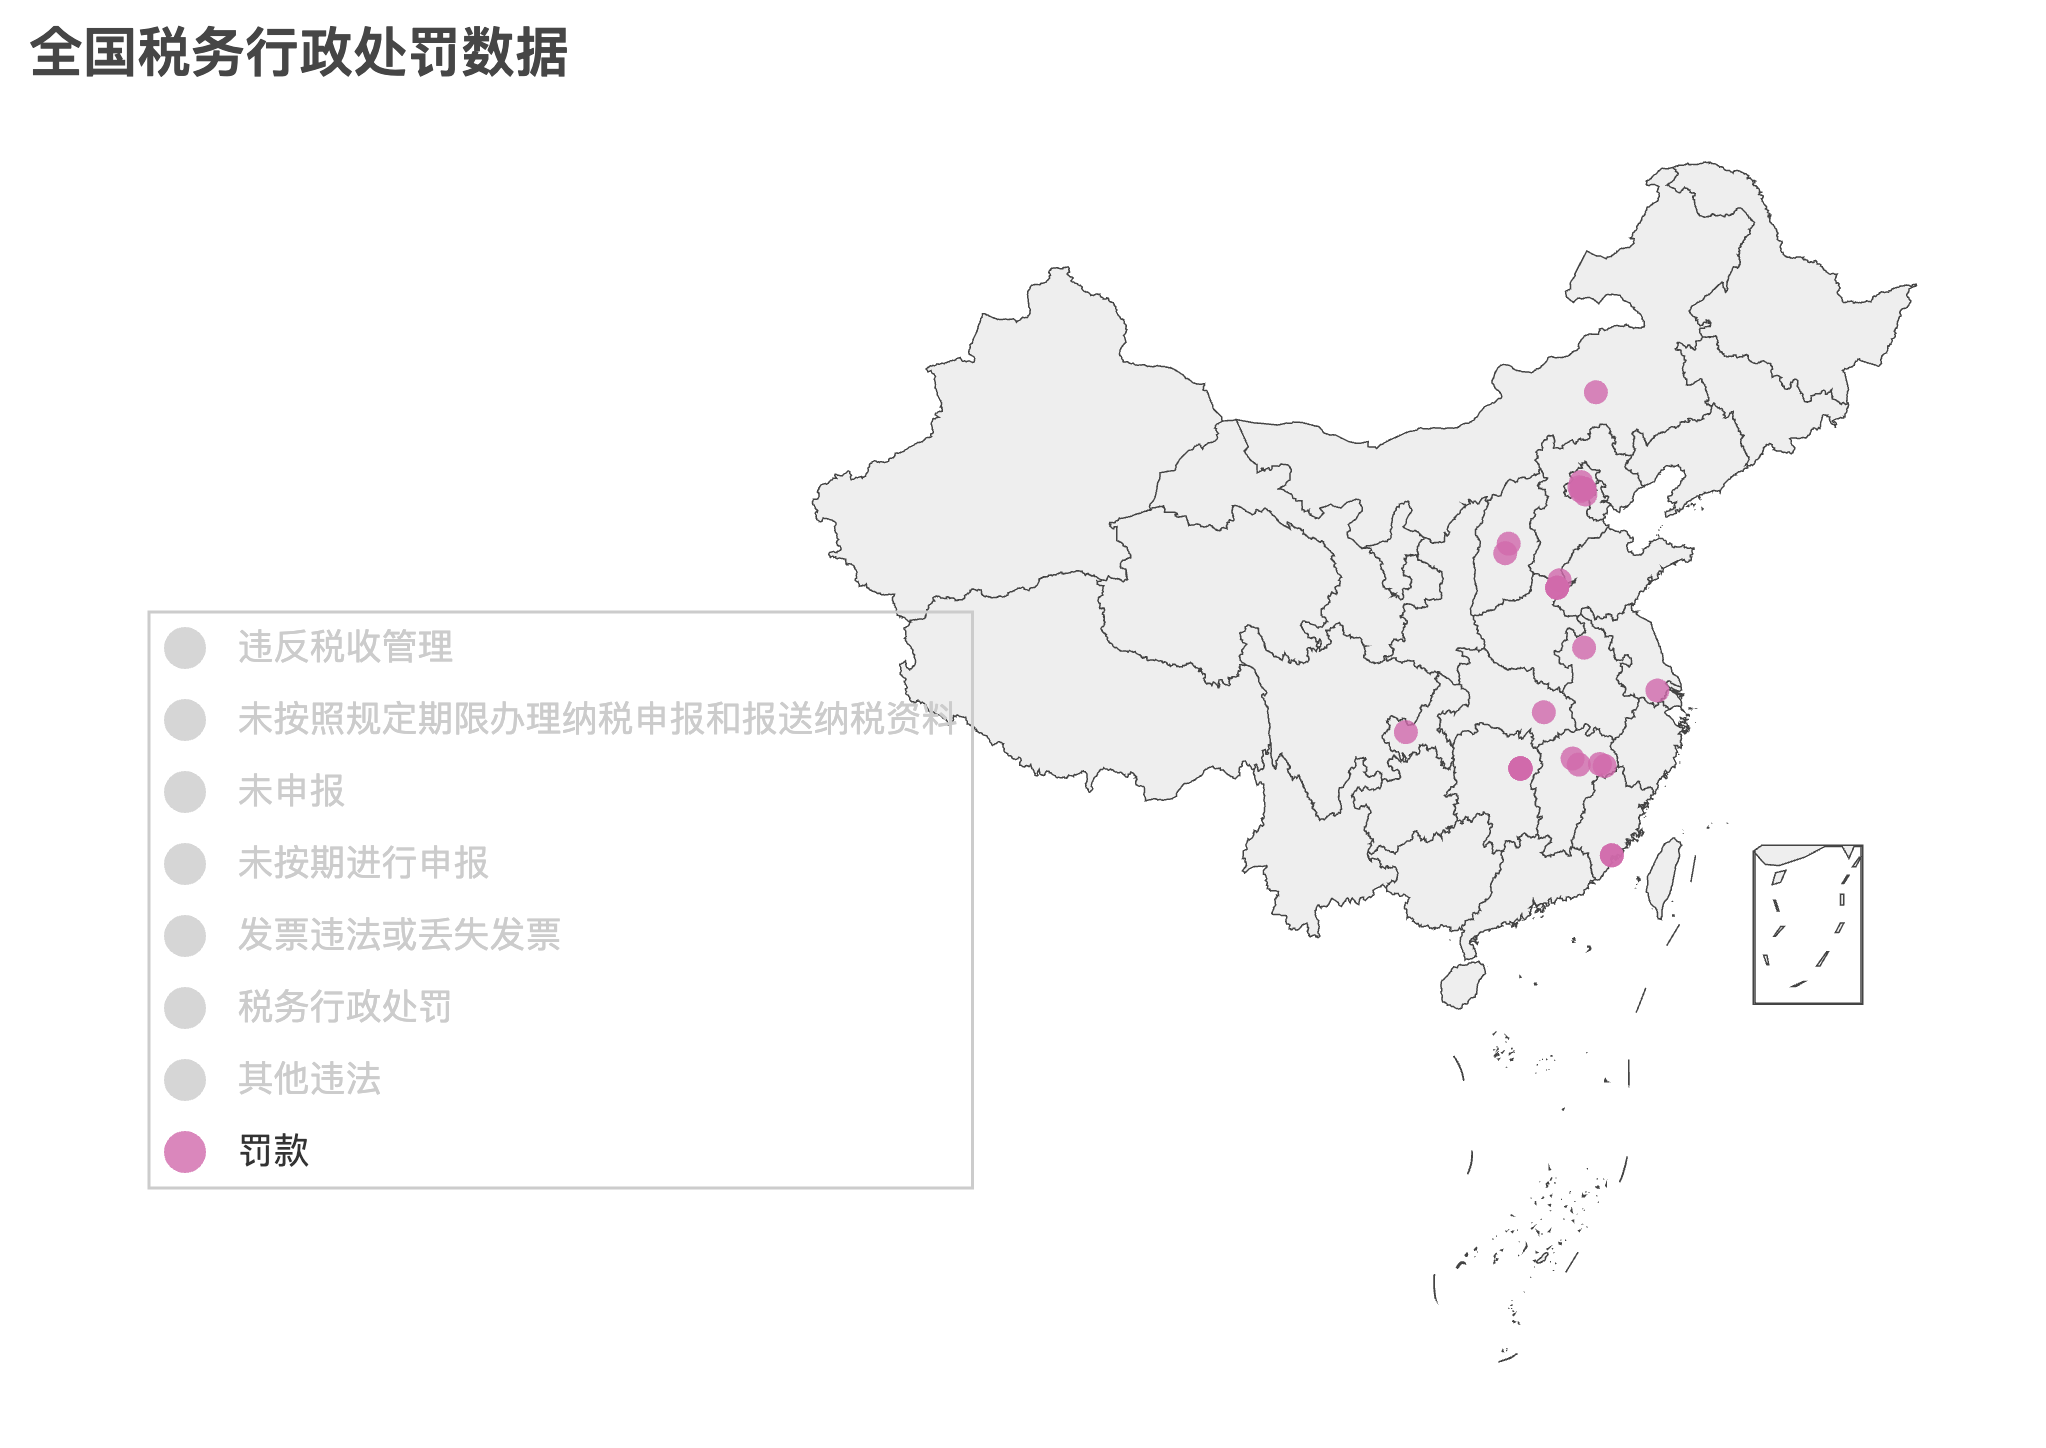 全国税务行政处罚数据
违反税收管理
未按照规定期限办理纳税申报和报送纳税资料
未申报
未按期进行申报
发票违法或丢失发票
税务行政处罚
其他违法
罚款